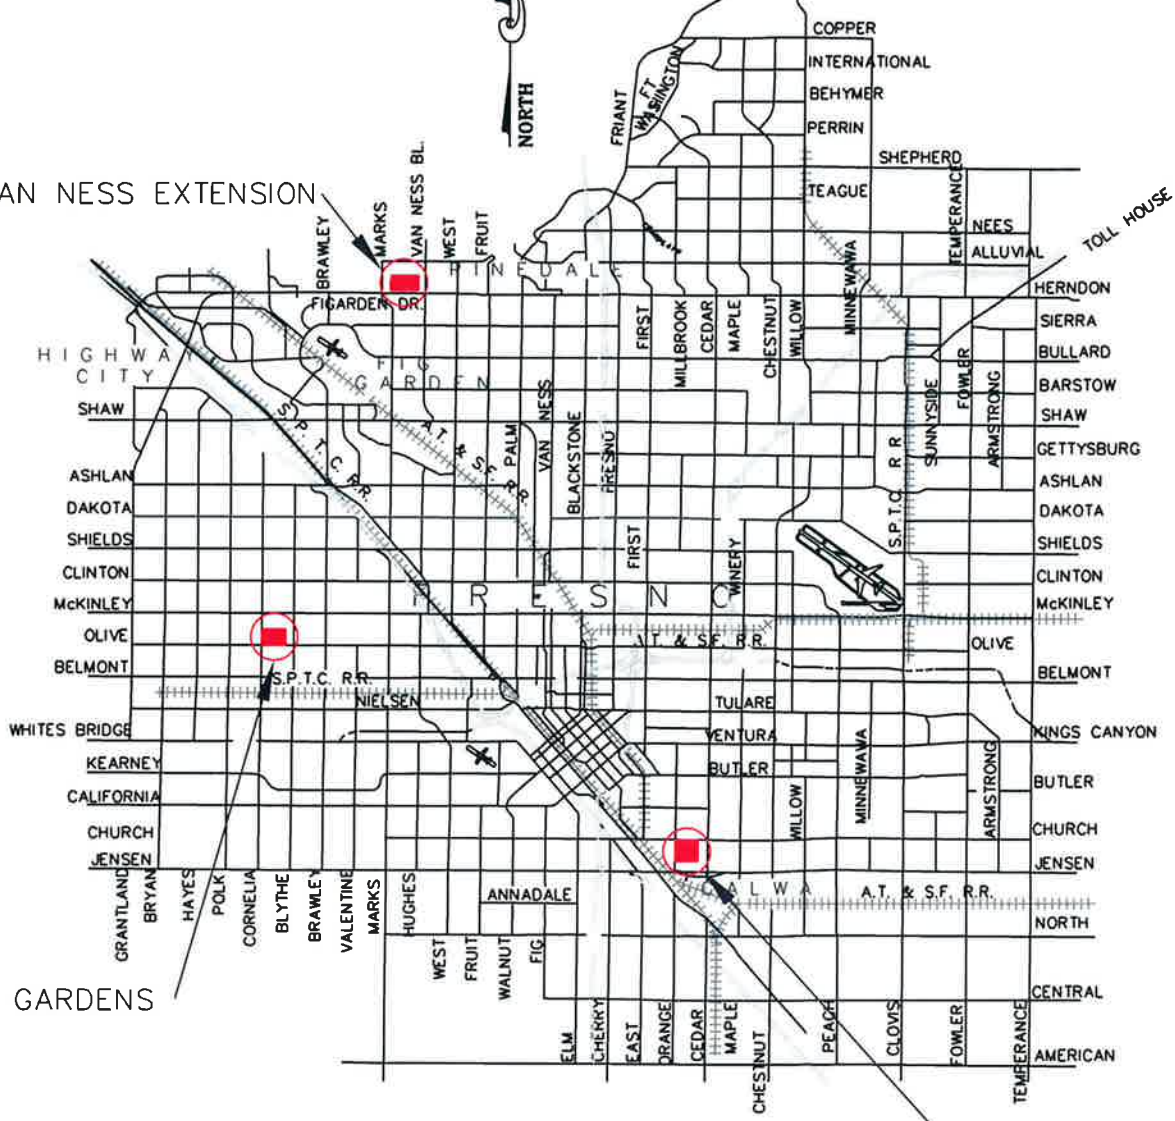 COPPER
INTERNATIONAL
BEHYMER
PERRIN
SHEPHERD
TEAGUE
NEES
ALLUVIAL
HERNDON
SIERRA
BULLARD
BARSTOW
SHAW
GETTYSBURG
ASHLAN
DAKOTA
SHIELDS
CLINTON
McKINLEY
OLIVE
BELMONT
KINGS CANYON
BUTLER
CHURCH
JENSEN
NORTH
CENTRAL
AMERICAN
NORTH
FRIANT
FT
WASHINGTON
TEMPERANCE
TOLL HOUSE
AN NESS EXTENSION
BRAWLEY
MARKS
VAN NESS BL.
WEST
FRUIT
PINEDALE
FIGARDEN DR.
HIGHWAY
CITY
FIG
GARDEN
FIRST
MILLBROOK
CEDAR
MAPLE
CHESTNUT
WILLOW
MINNEWAWA
SUNNYSIDE
FOWLER
ARMSTRONG
SHAW
ASHLAN
DAKOTA
SHIELDS
CLINTON
McKINLEY
OLIVE
BELMONT
WHITES BRIDGE
KEARNEY
CALIFORNIA
CHURCH
JENSEN
S.P.T.C. R.R.
A.T. & S.F. R.R.
PALM
VAN NESS
BLACKSTONE
FRESNO
FIRST
WINERY
S.P.T.C. R R
FRESNO
A.T. & S.F. R.R.
S.P.T.C. R.R.
NIELSEN
TULARE
VENTURA
BUTLER
WILLOW
MINNEWAWA
ARMSTRONG
CALWA
A.T. & S.F. R.R.
GRANTLAND
BRYAN
HAYES
POLK
CORNELIA
BLYTHE
BRAWLEY
VALENTINE
MARKS
HUGHES
ANNADALE
WEST
FRUIT
WALNUT
FIG
GARDENS
ELM
CHERRY
EAST
ORANGE
CEDAR
MAPLE
CHESTNUT
PEACH
CLOVIS
FOWLER
TEMPERANCE